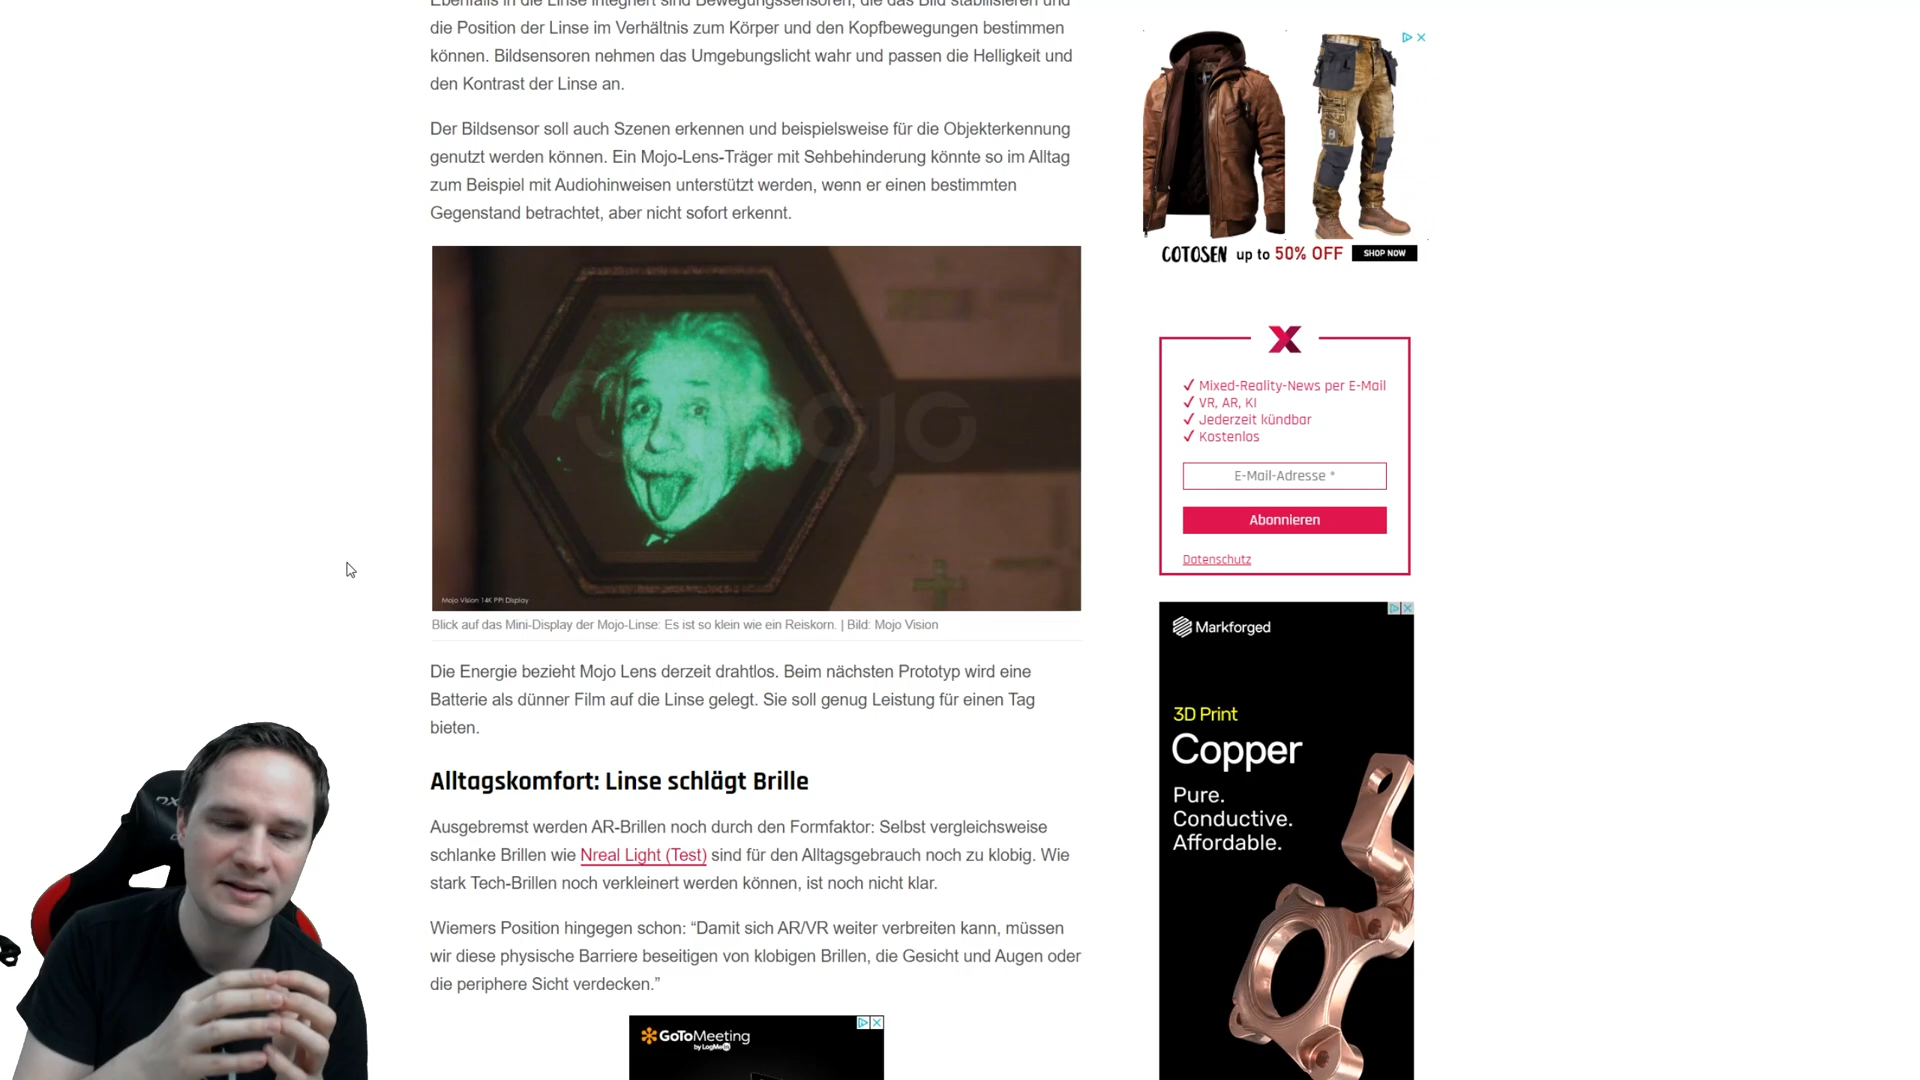 Ebenfalls in die Linse integriert sind Bewegungssensoren, die das Bild stabilisieren und
die Position der Linse im Verhältnis zum Körper und den Kopfbewegungen bestimmen
können. Bildsensoren nehmen das Umgebungslicht wahr und passen die Helligkeit und
den Kontrast der Linse an.
Der Bildsensor soll auch Szenen erkennen und beispielsweise für die Objekterkennung
genutzt werden können. Ein Mojo-Lens-Träger mit Sehbehinderung könnte so im Alltag
zum Beispiel mit Audiohinweisen unterstützt werden, wenn er einen bestimmten
Gegenstand betrachtet, aber nicht sofort erkennt.
mojo
Mojo Vision 14K PPI Display
Blick auf das Mini-Display der Mojo-Linse: Es ist so klein wie ein Reiskorn. | Bild: Mojo Vision
Die Energie bezieht Mojo Lens derzeit drahtlos. Beim nächsten Prototyp wird eine
Batterie als dünner Film auf die Linse gelegt. Sie soll genug Leistung für einen Tag
bieten.
Alltagskomfort: Linse schlägt Brille
Ausgebremst werden AR-Brillen noch durch den Formfaktor: Selbst vergleichsweise
schlanke Brillen wie Nreal Light (Test) sind für den Alltagsgebrauch noch zu klobig. Wie
stark Tech-Brillen noch verkleinert werden können, ist noch nicht klar.
Wiemers Position hingegen schon: “Damit sich AR/VR weiter verbreiten kann, müssen
wir diese physische Barriere beseitigen von klobigen Brillen, die Gesicht und Augen oder
die periphere Sicht verdecken.”
GoToMeeting
by LogMeIn
COTOSEN up to 50% OFF SHOP NOW
X
✓ Mixed-Reality-News per E-Mail
✓ VR, AR, KI
✓ Jederzeit kündbar
✓ Kostenlos
E-Mail-Adresse *
Abonnieren
Datenschutz
Markforged
3D Print
Copper
Pure.
Conductive.
Affordable.